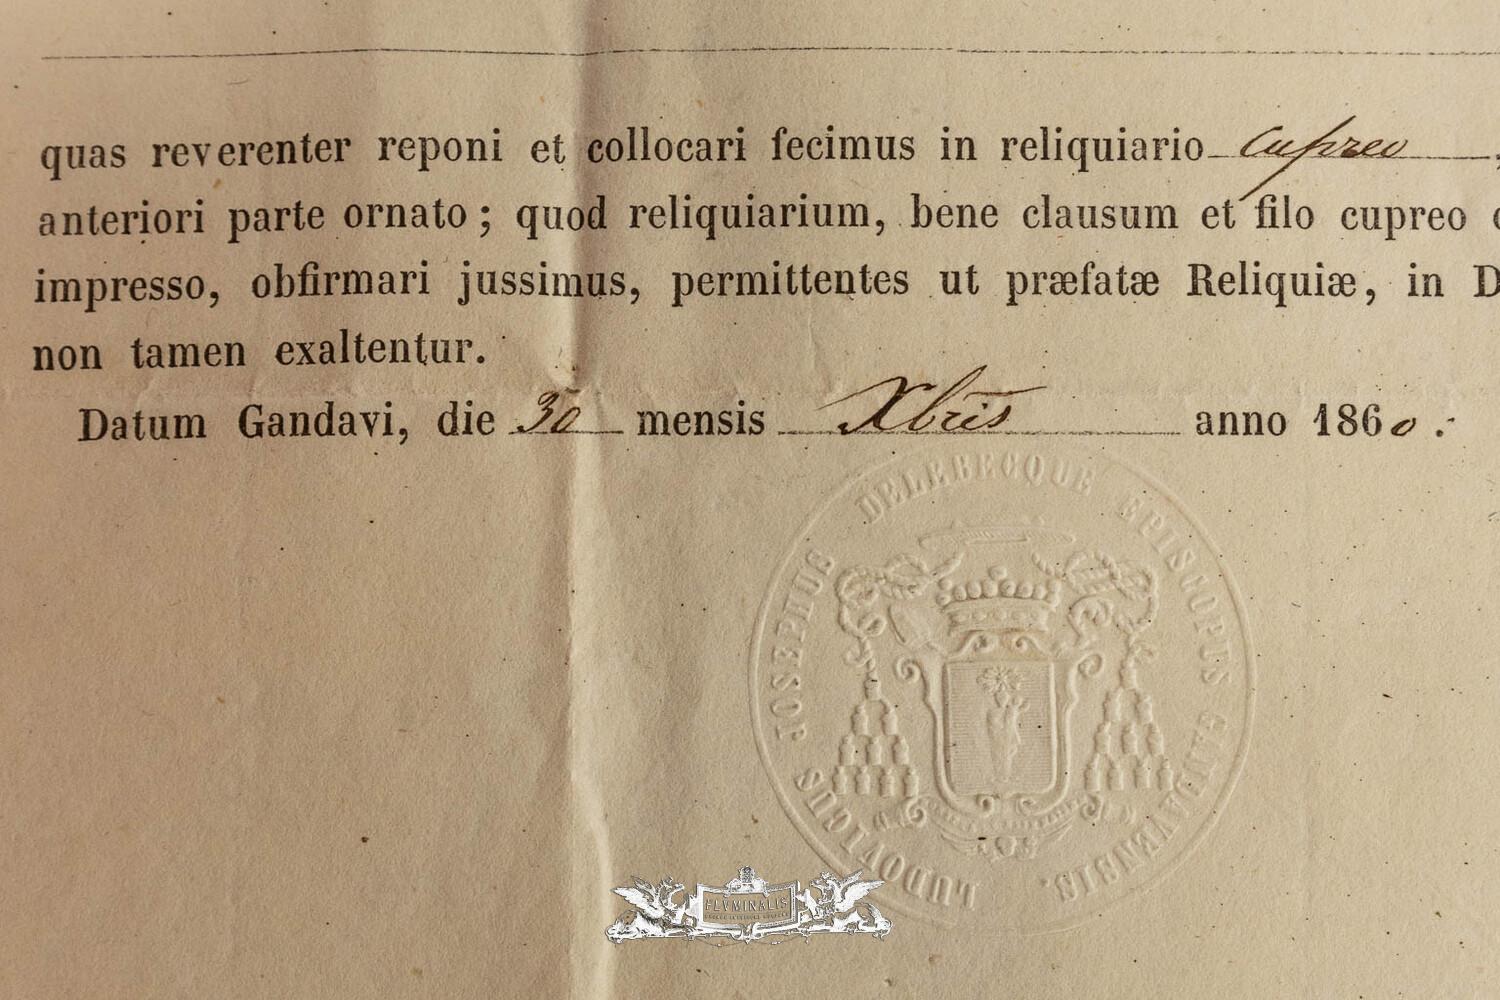 quas reverenter reponi et collocari fecimus in reliquiario cupreo
anteriori parte ornato ; quod reliquiarium, bene clausum et filo cupreo
impresso, obfirmari jussimus, permittentes ut præfatæ Reliquiæ, in
non tamen exaltentur.
Datum Gandavi, die 30 mensis Xbris anno 1860.
LUDOVICUS JOSEPHUS DELEBECQUE EPISCOPUS GANDAVENSIS.
FLVMINALIS